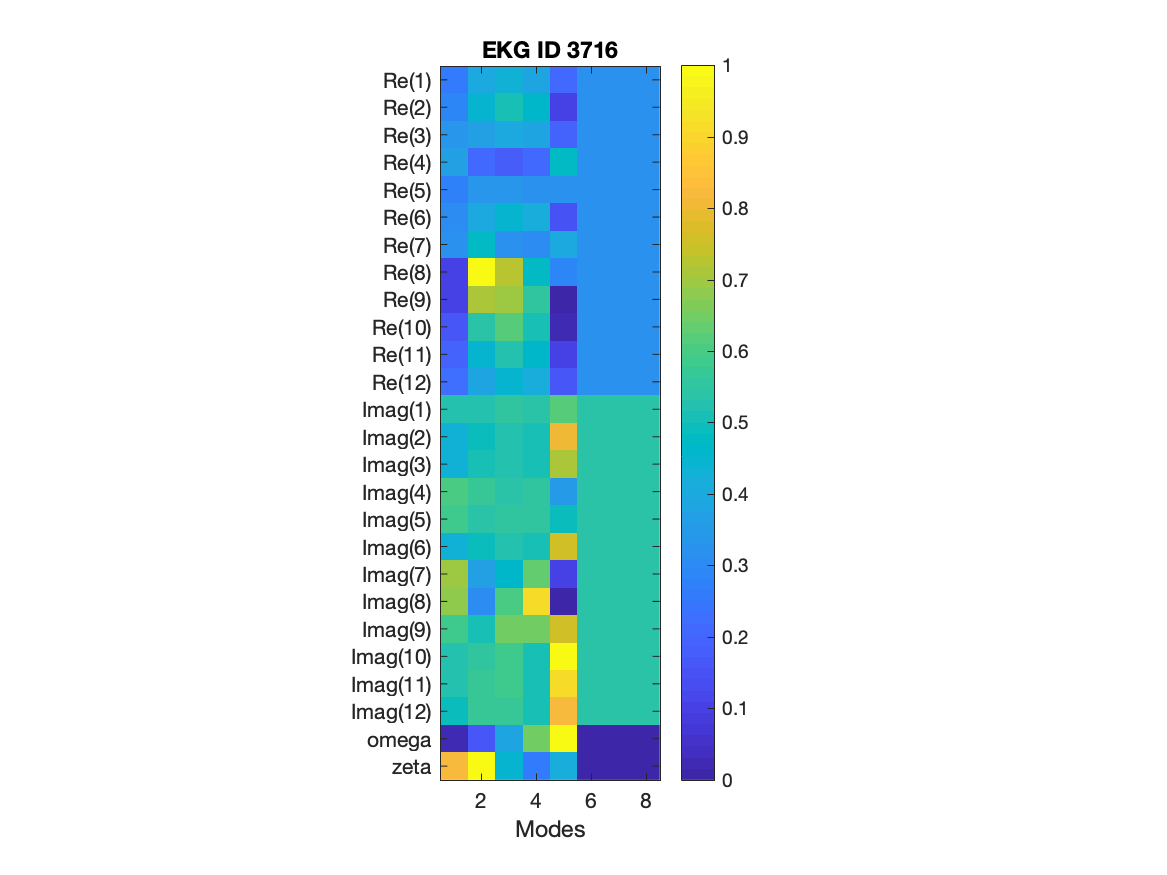 EKG ID 3716
Re(1)
Re(2)
Re(3)
Re(4)
Re(5)
Re(6)
Re(7)
Re(8)
Re(9)
Re(10)
Re(11)
Re(12)
Imag(1)
Imag(2)
Imag(3)
Imag(4)
Imag(5)
Imag(6)
Imag(7)
Imag(8)
Imag(9)
Imag(10)
Imag(11)
Imag(12)
omega
zeta
2 4 6 8
Modes
1
0.9
0.8
0.7
0.6
0.5
0.4
0.3
0.2
0.1
0